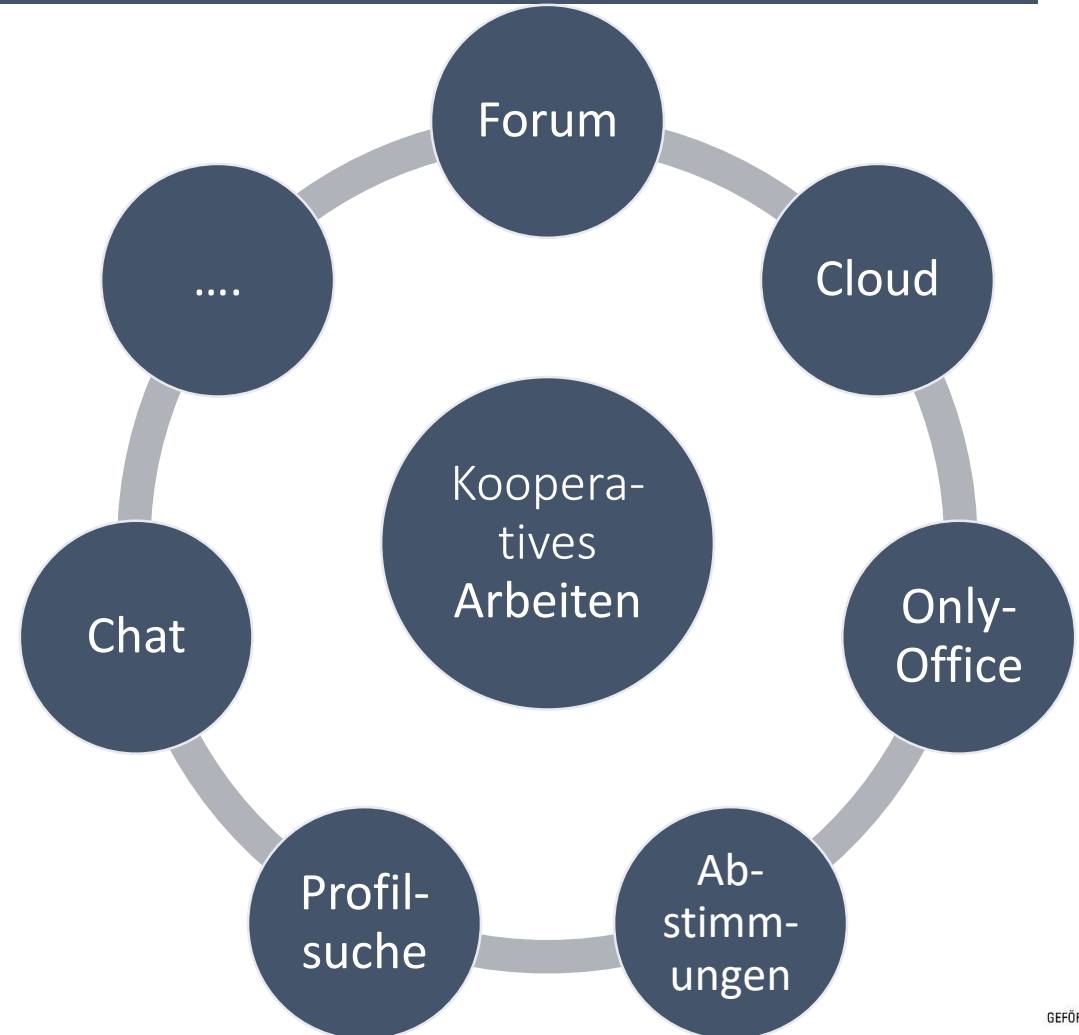 Forum
Cloud
....
Koopera-
tives
Arbeiten
Only-
Office
Chat
Ab-
stimm-
ungen
Profil-
suche